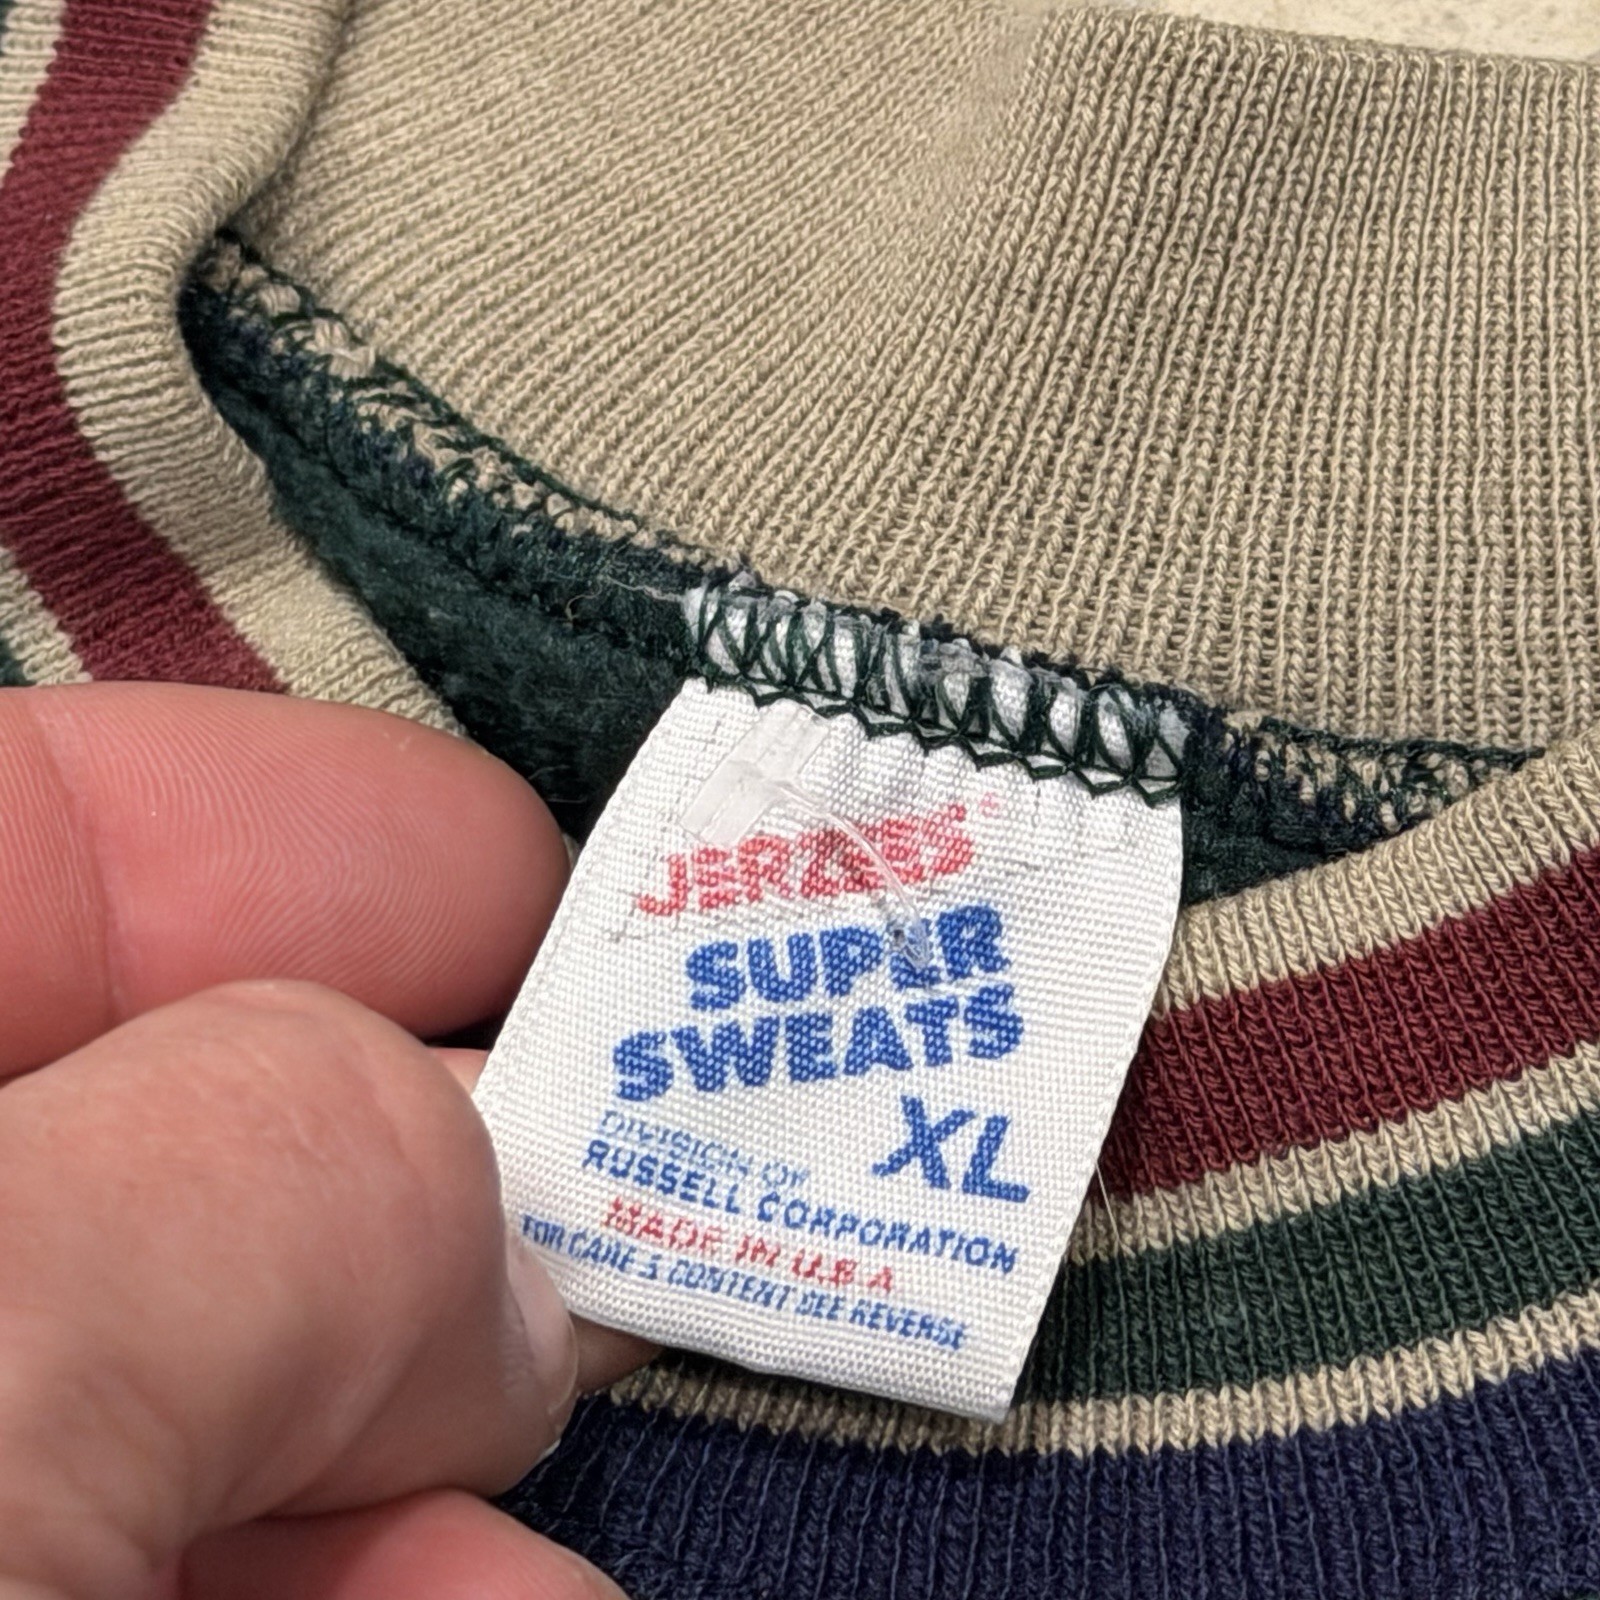 JERZEES
SUPER
SWEATS
XL
DIVISION OF
RUSSELL CORPORATION
MADE IN U.S.A
FOR CARE & CONTENT SEE REVERSE